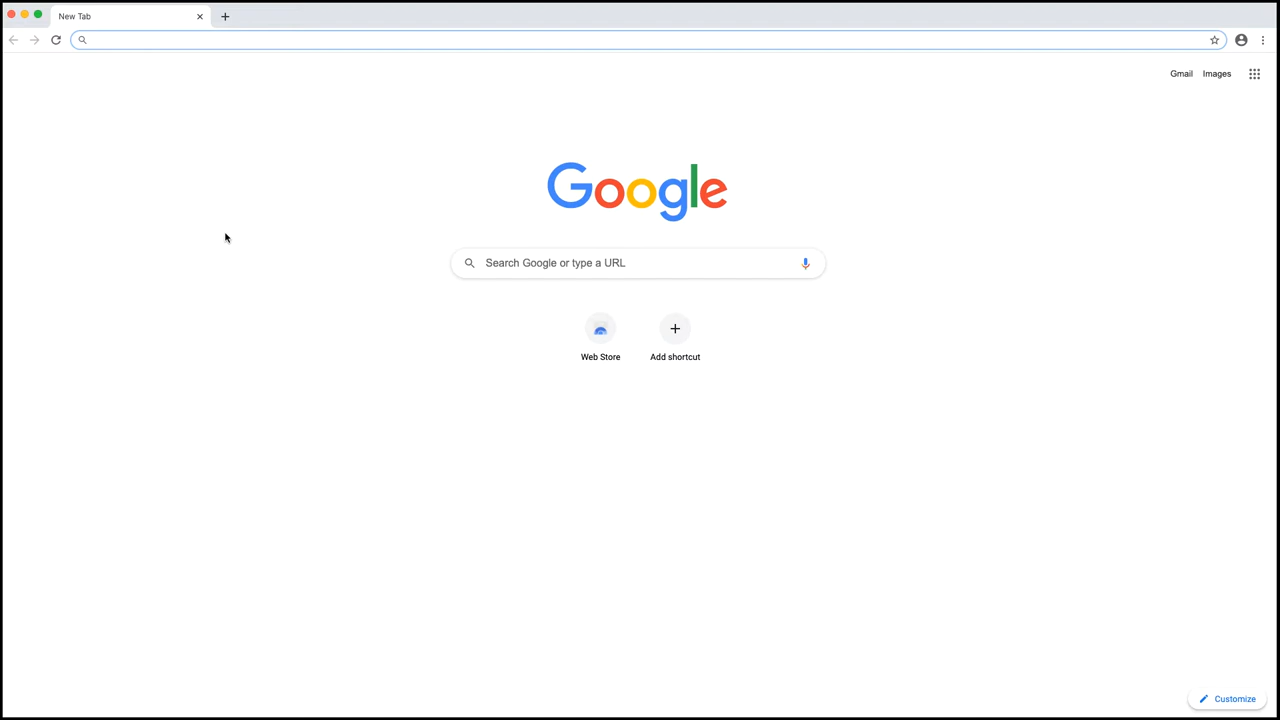 New Tab
Gmail Images
Google
Search Google or type a URL
Web Store
Add shortcut
Customize